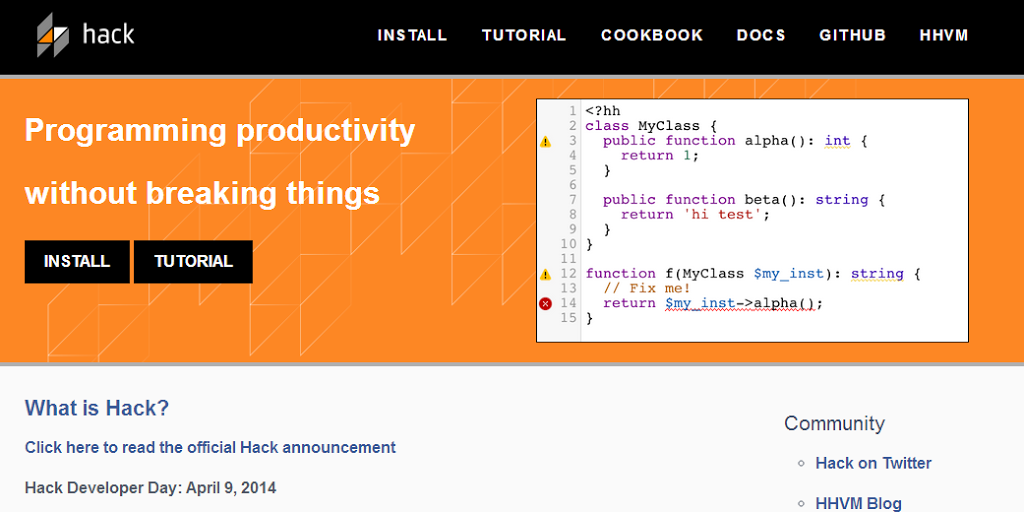 hack
INSTALL TUTORIAL COOKBOOK DOCS GITHUB HHVM
Programming productivity
without breaking things
INSTALL TUTORIAL
1 <?hh
2 class MyClass {
3 public function alpha(): int {
4 return 1;
5 }
6
7 public function beta(): string {
8 return 'hi test';
9 }
10 }
11
12 function f(MyClass $my_inst): string {
13 // Fix me!
14 return $my_inst->alpha();
15 }
What is Hack?
Click here to read the official Hack announcement
Hack Developer Day: April 9, 2014
Community
Hack on Twitter
HHVM Blog